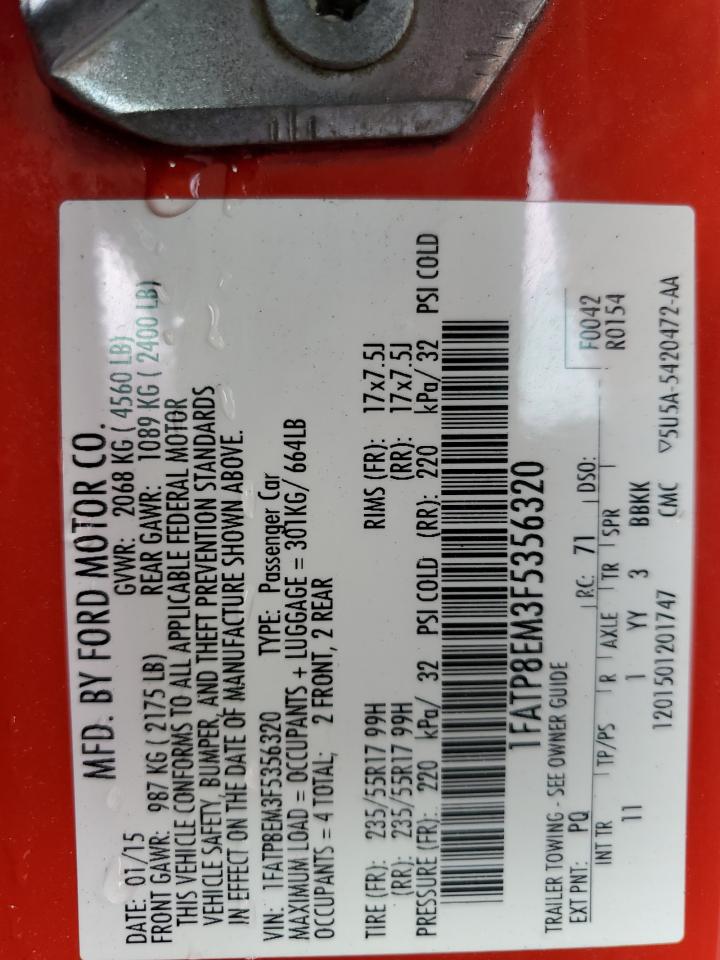 MFD. BY FORD MOTOR CO.
DATE: 01/15 GVWR: 2068 KG ( 4560 LB)
FRONT GAWR: 987 KG ( 2175 LB) REAR GAWR: 1089 KG ( 2400 LB)
THIS VEHICLE CONFORMS TO ALL APPLICABLE FEDERAL MOTOR
VEHICLE SAFETY, BUMPER, AND THEFT PREVENTION STANDARDS
IN EFFECT ON THE DATE OF MANUFACTURE SHOWN ABOVE.
VIN: 1FATP8EM3F5356320 TYPE: Passenger Car
MAXIMUM LOAD = OCCUPANTS + LUGGAGE = 301KG/ 664LB
OCCUPANTS = 4 TOTAL; 2 FRONT, 2 REAR
TIRE (FR): 235/55R17 99H RIMS (FR): 17x7.5J
(RR): 235/55R17 99H (RR): 17x7.5J
PRESSURE (FR): 220 kPa/ 32 PSI COLD (RR): 220 kPa/ 32 PSI COLD
1FATP8EM3F5356320
TRAILER TOWING - SEE OWNER GUIDE F0042
EXT PNT: PQ RC: 71 DSO: R0154
INT TR TP/PS R AXLE TR SPR
11 1 YY 3 BBKK
1201501201747 CMC ▽5U5A-5420472-AA